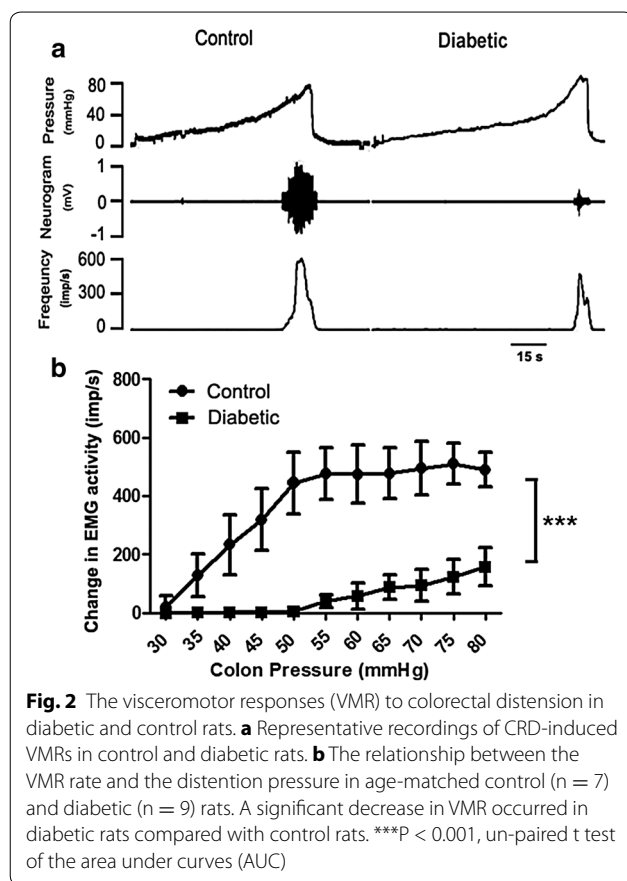 a
Control Diabetic
Pressure
(mmHg)
80
40
0
Neurogram
(mV)
1
0
-1
Freqeuncy
(imp/s)
600
300
0
15 s
b
Change in EMG activity (imp/s)
800
600
400
200
0
Control
Diabetic
***
30 35 40 45 50 55 60 65 70 75 80
Colon Pressure (mmHg)
Fig. 2 The visceromotor responses (VMR) to colorectal distension in
diabetic and control rats. a Representative recordings of CRD-induced
VMRs in control and diabetic rats. b The relationship between the
VMR rate and the distention pressure in age-matched control (n = 7)
and diabetic (n = 9) rats. A significant decrease in VMR occurred in
diabetic rats compared with control rats. ***P < 0.001, un-paired t test
of the area under curves (AUC)